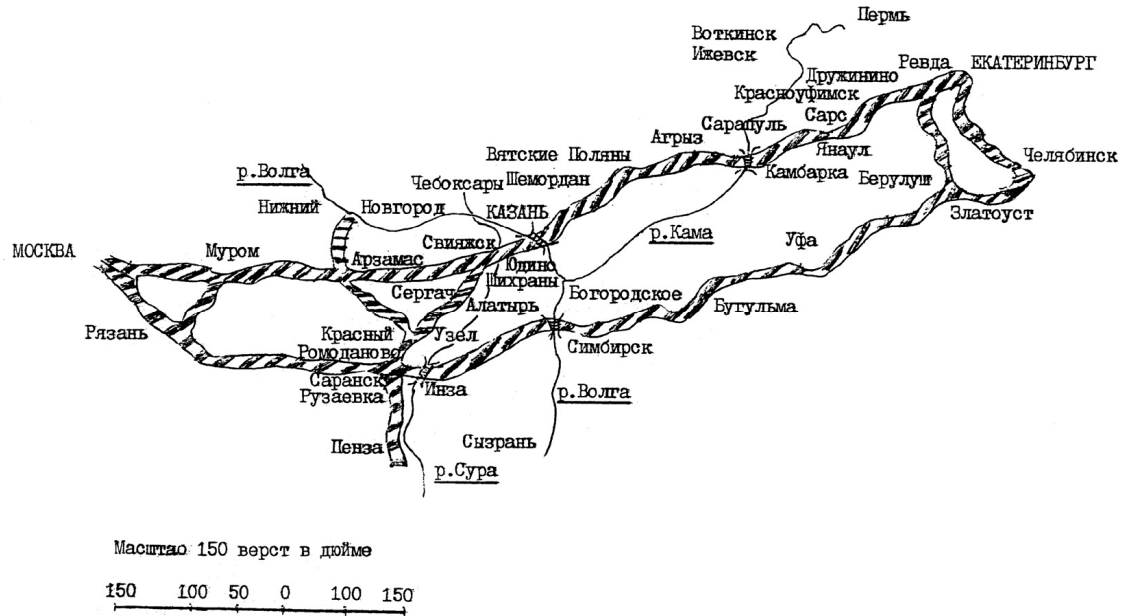 Пермь
Воткинск
Ижевск
Ревда
ЕКАТЕРИНБУРГ
Дружинино
Красноуфимск
Сарс
Сарапуль
Агрыз
Янаул
Вятские Поляны
Камбарка
Челябинск
р.Волга
Чебоксары
Шемордан
Берулуш
Нижний Новгород
КАЗАНЬ
Златоуст
МОСКВА
Муром
Свияжск
р.Кама
Уфа
Арзамас
Юдино
Шихраны
Сергач
Богородское
Алатырь
Бугульма
Рязань
Красный Узел
Симбирск
Ромоданово
Саранск
Рузаевка
Инза
р.Волга
Пенза
Сызрань
р.Сура
Масштао 150 верст в дюйме
150 100 50 0 100 150